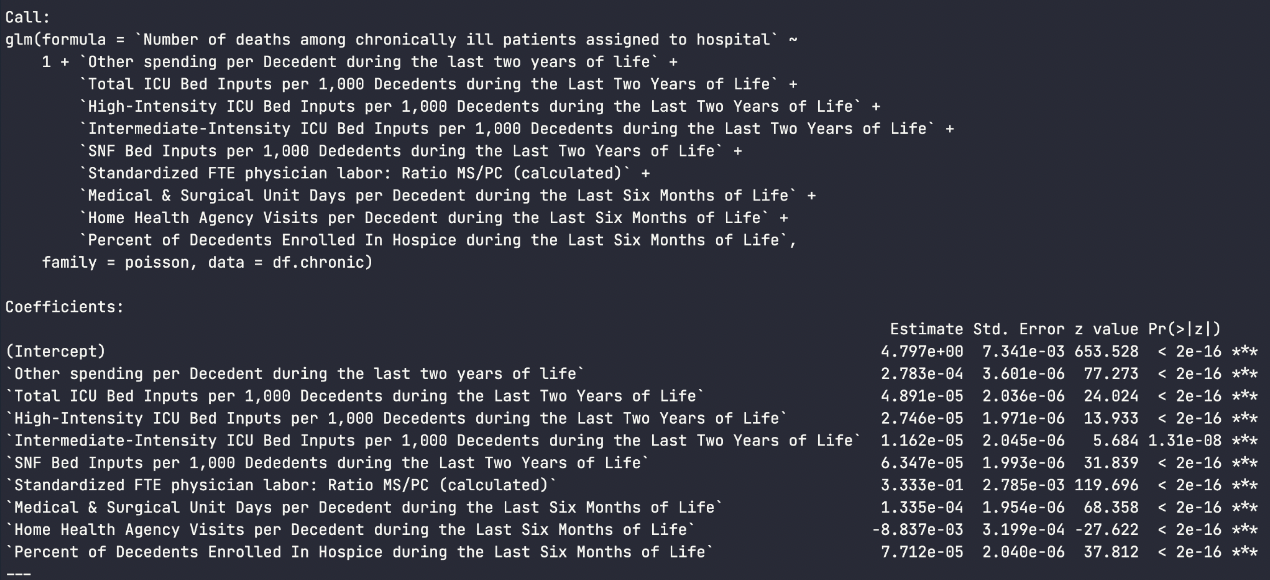 Call:
glm(formula = `Number of deaths among chronically ill patients assigned to hospital` ~
    1 + `Other spending per Decedent during the last two years of life` +
        `Total ICU Bed Inputs per 1,000 Decedents during the Last Two Years of Life` +
        `High-Intensity ICU Bed Inputs per 1,000 Decedents during the Last Two Years of Life` +
        `Intermediate-Intensity ICU Bed Inputs per 1,000 Decedents during the Last Two Years of Life` +
        `SNF Bed Inputs per 1,000 Dededents during the Last Two Years of Life` +
        `Standardized FTE physician labor: Ratio MS/PC (calculated)` +
        `Medical & Surgical Unit Days per Decedent during the Last Six Months of Life` +
        `Home Health Agency Visits per Decedent during the Last Six Months of Life` +
        `Percent of Decedents Enrolled In Hospice during the Last Six Months of Life`,
    family = poisson, data = df.chronic)

Coefficients:
                                                                                                Estimate Std. Error z value Pr(>|z|)
(Intercept)                                                                                    4.797e+00  7.341e-03 653.528  < 2e-16 ***
`Other spending per Decedent during the last two years of life`                                2.783e-04  3.601e-06  77.273  < 2e-16 ***
`Total ICU Bed Inputs per 1,000 Decedents during the Last Two Years of Life`                   4.891e-05  2.036e-06  24.024  < 2e-16 ***
`High-Intensity ICU Bed Inputs per 1,000 Decedents during the Last Two Years of Life`          2.746e-05  1.971e-06  13.933  < 2e-16 ***
`Intermediate-Intensity ICU Bed Inputs per 1,000 Decedents during the Last Two Years of Life`  1.162e-05  2.045e-06   5.684 1.31e-08 ***
`SNF Bed Inputs per 1,000 Dededents during the Last Two Years of Life`                         6.347e-05  1.993e-06  31.839  < 2e-16 ***
`Standardized FTE physician labor: Ratio MS/PC (calculated)`                                   3.333e-01  2.785e-03 119.696  < 2e-16 ***
`Medical & Surgical Unit Days per Decedent during the Last Six Months of Life`                 1.335e-04  1.954e-06  68.358  < 2e-16 ***
`Home Health Agency Visits per Decedent during the Last Six Months of Life`                   -8.837e-03  3.199e-04 -27.622  < 2e-16 ***
`Percent of Decedents Enrolled In Hospice during the Last Six Months of Life`                  7.712e-05  2.040e-06  37.812  < 2e-16 ***
---